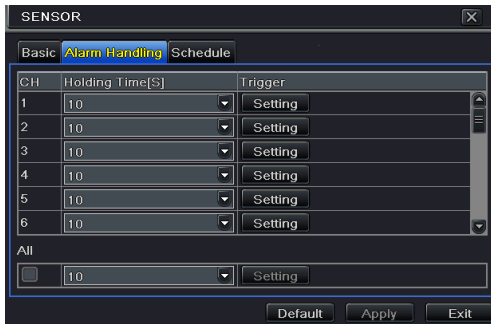 SENSOR
Basic Alarm Handling Schedule
CH Holding Time[S] Trigger
1 10 Setting
2 10 Setting
3 10 Setting
4 10 Setting
5 10 Setting
6 10 Setting
All
10 Setting
Default Apply Exit